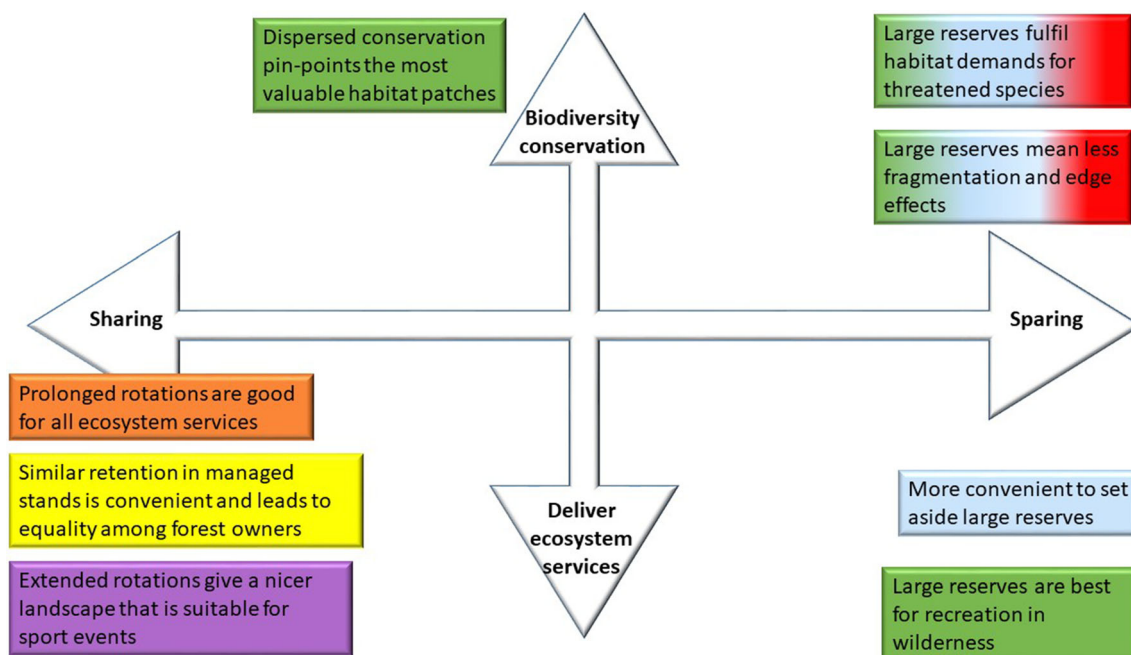 Dispersed conservation
pin-points the most
valuable habitat patches
Biodiversity
conservation
Large reserves fulfil
habitat demands for
threatened species
Large reserves mean less
fragmentation and edge
effects
Sharing
Sparing
Prolonged rotations are good
for all ecosystem services
Similar retention in managed
stands is convenient and leads to
equality among forest owners
Extended rotations give a nicer
landscape that is suitable for
sport events
Deliver
ecosystem
services
More convenient to set
aside large reserves
Large reserves are best
for recreation in
wilderness